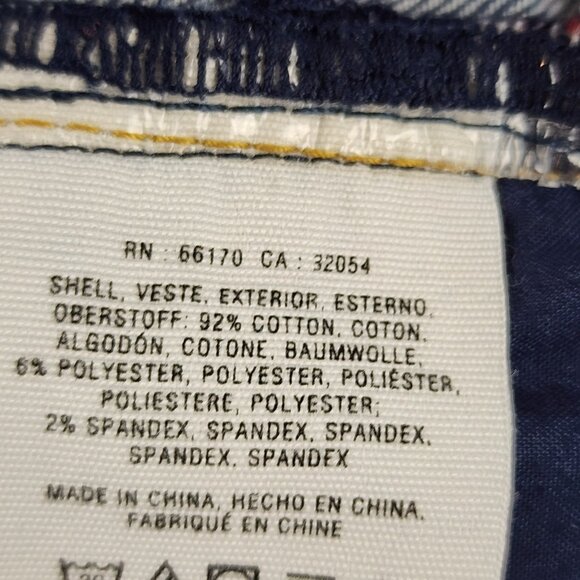 RN : 66170 CA : 32054
SHELL, VESTE, EXTERIOR, ESTERNO,
OBERSTOFF: 92% COTTON, COTON,
ALGODÓN, COTONE, BAUMWOLLE,
6% POLYESTER, POLYESTER, POLIÉSTER,
POLIESTERE, POLYESTER;
2% SPANDEX, SPANDEX, SPANDEX,
SPANDEX, SPANDEX
MADE IN CHINA, HECHO EN CHINA,
FABRIQUÉ EN CHINE